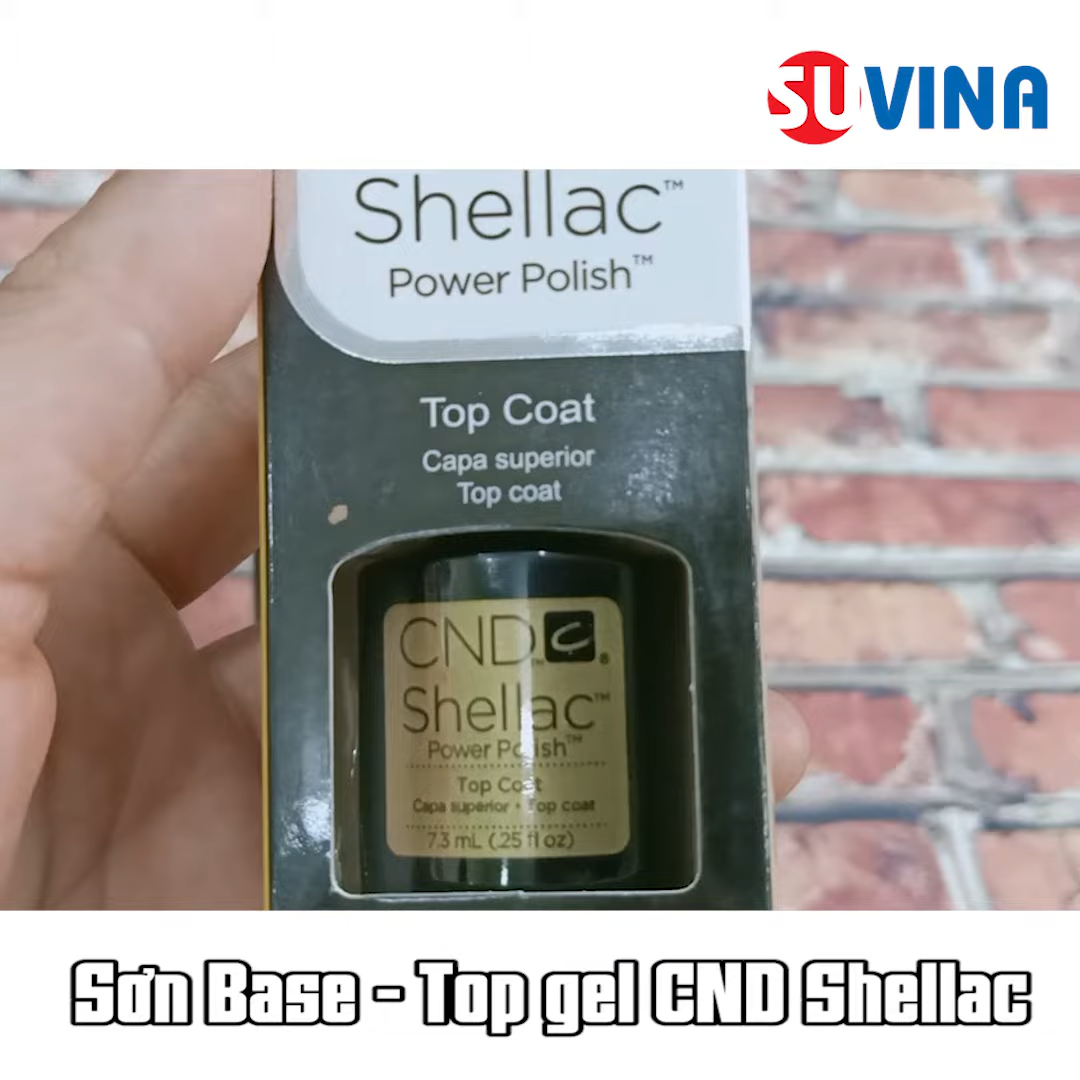 SUVINA
Shellac™
Power Polish™
Top Coat
Capa superior
Top coat
CND™ ®
Shellac™
Power Polish™
Top Coat
Capa superior • Top coat
7.3 mL (.25 fl oz)
Sơn Base - Top gel CND Shellac